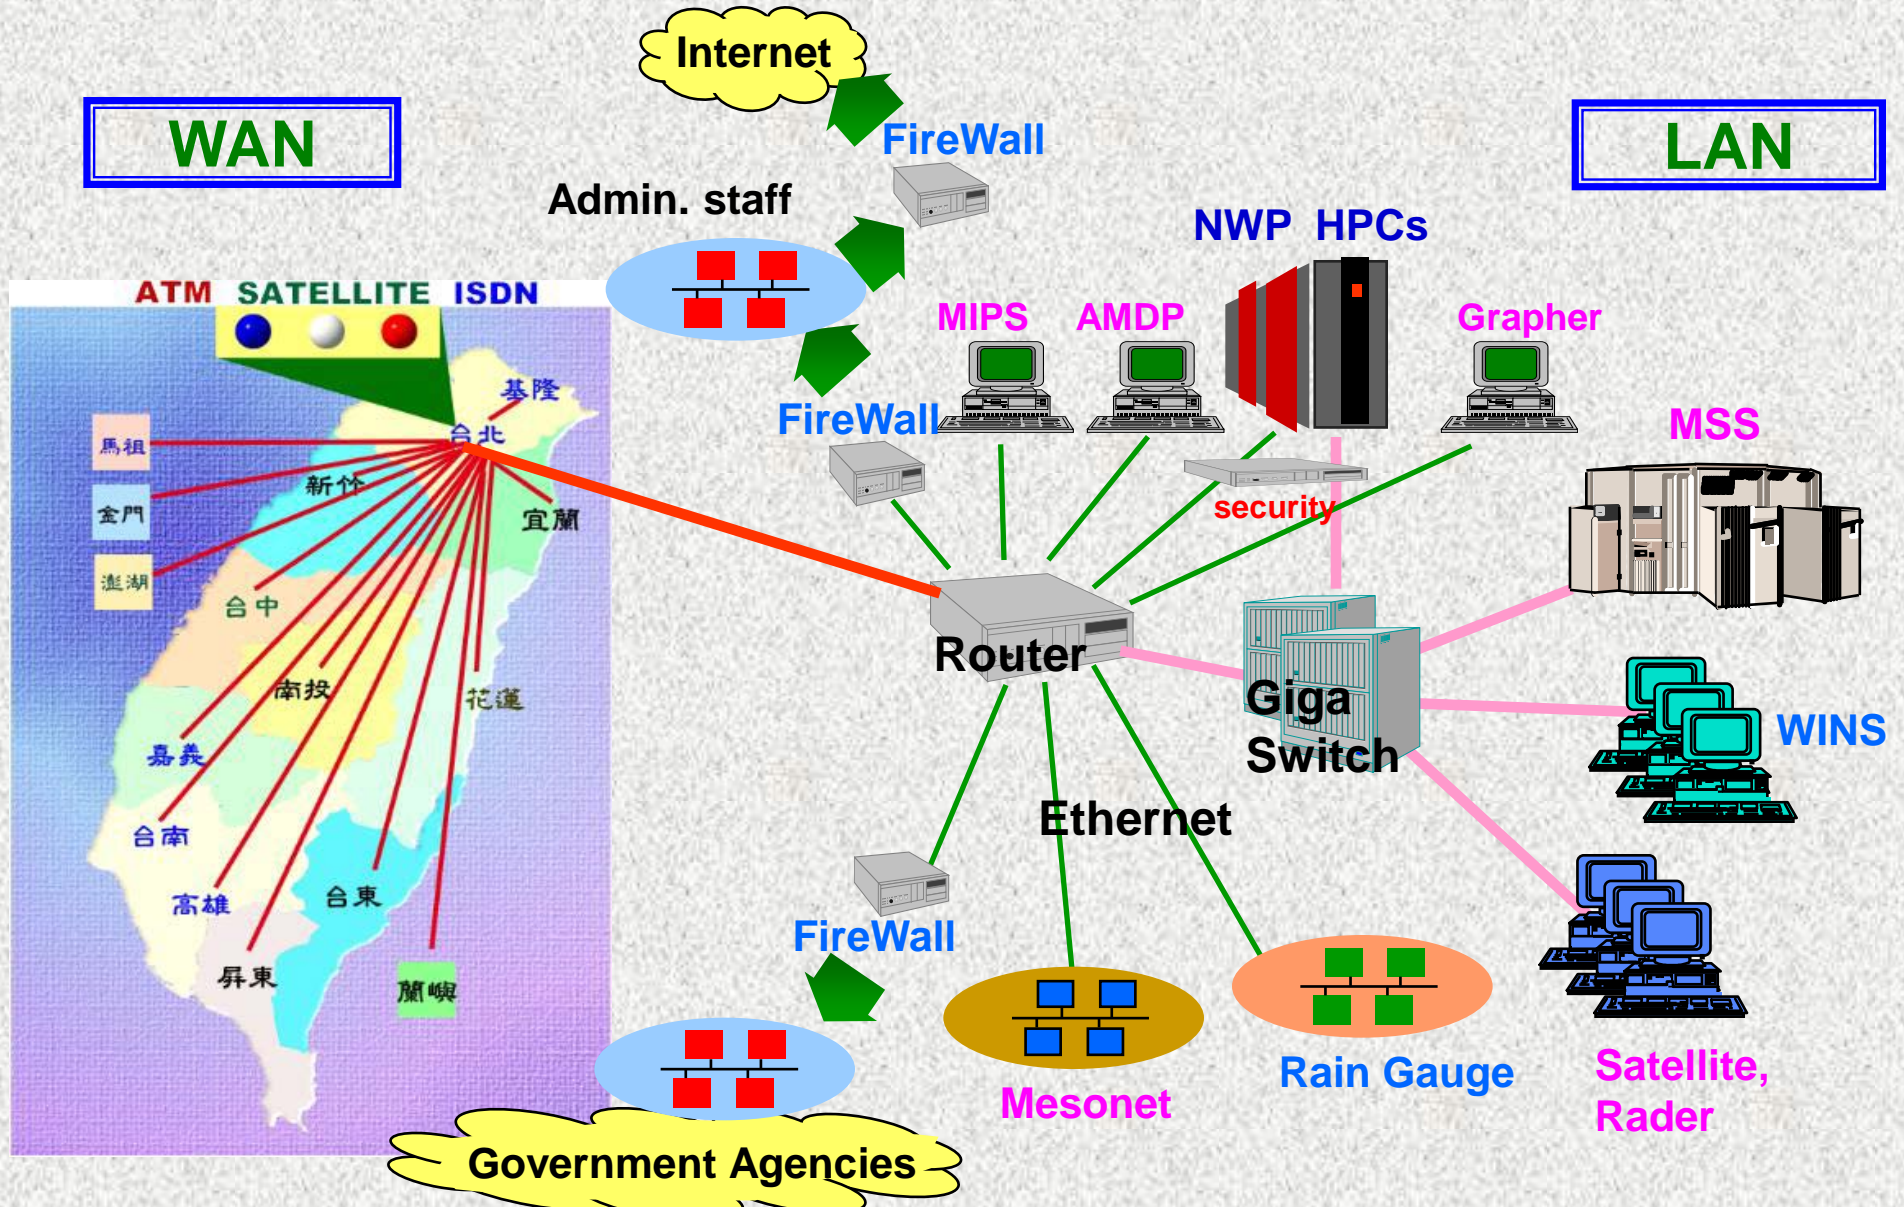 Internet
WAN
FireWall
LAN
Admin. staff
NWP HPCs
ATM SATELLITE ISDN
MIPS
AMDP
Grapher
基隆
FireWall
MSS
台北
馬祖
新竹
金門
宜蘭
security
澎湖
台中
Router
南投
花蓮
Giga
Switch
WINS
嘉義
Ethernet
台南
高雄
台東
FireWall
屏東
蘭嶼
Rain Gauge
Mesonet
Satellite,
Rader
Government Agencies